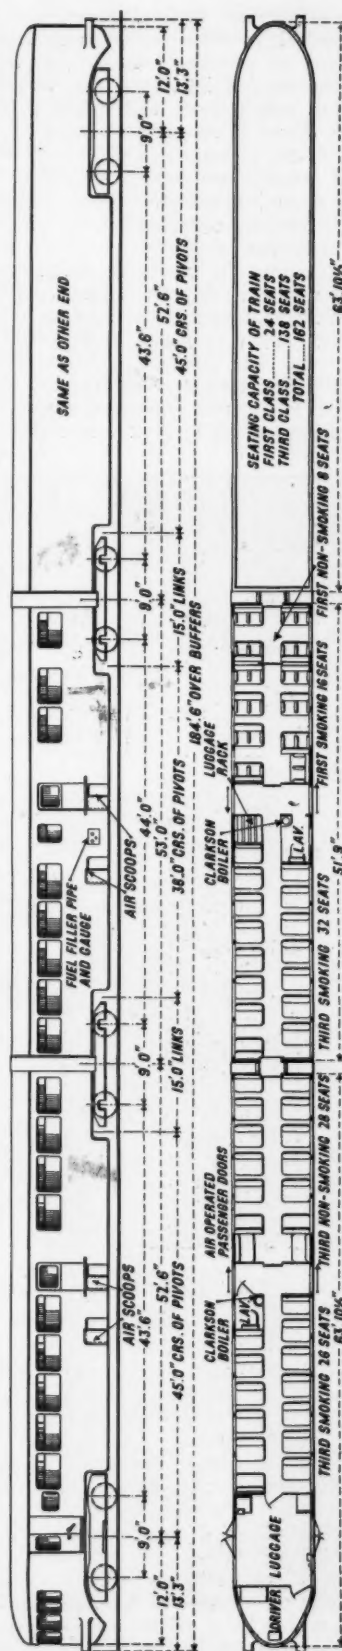 SAME AS OTHER END
FUEL FILLER PIPE
AND GAUGE
AIR SCOOPS
AIR SCOOPS
12'.0"
9'.0"
43'.6"
9'.0"
44'.0"
9'.0"
43'.6"
9'.0"
12'.0"
13'.3"
52'.6"
53'.0"
52'.6"
13'.3"
45'.0" CRS. OF PIVOTS
15'.0" LINKS
38'.0" CRS. OF PIVOTS
15'.0" LINKS
45'.0" CRS. OF PIVOTS
184'.6" OVER BUFFERS
CLARKSON
BOILER
AIR OPERATED
PASSENGER DOORS
CLARKSON
BOILER
LUGGAGE
RACK
DRIVER
LUGGAGE
LAV.
LAV.
SEATING CAPACITY OF TRAIN
FIRST CLASS........ 24 SEATS
THIRD CLASS........ 138 SEATS
TOTAL.... 162 SEATS
THIRD SMOKING 26 SEATS
THIRD NON-SMOKING 28 SEATS
THIRD SMOKING 32 SEATS
FIRST SMOKING 16 SEATS
FIRST NON-SMOKING 8 SEATS
63'.10½"
51'.9"
63'.10½"